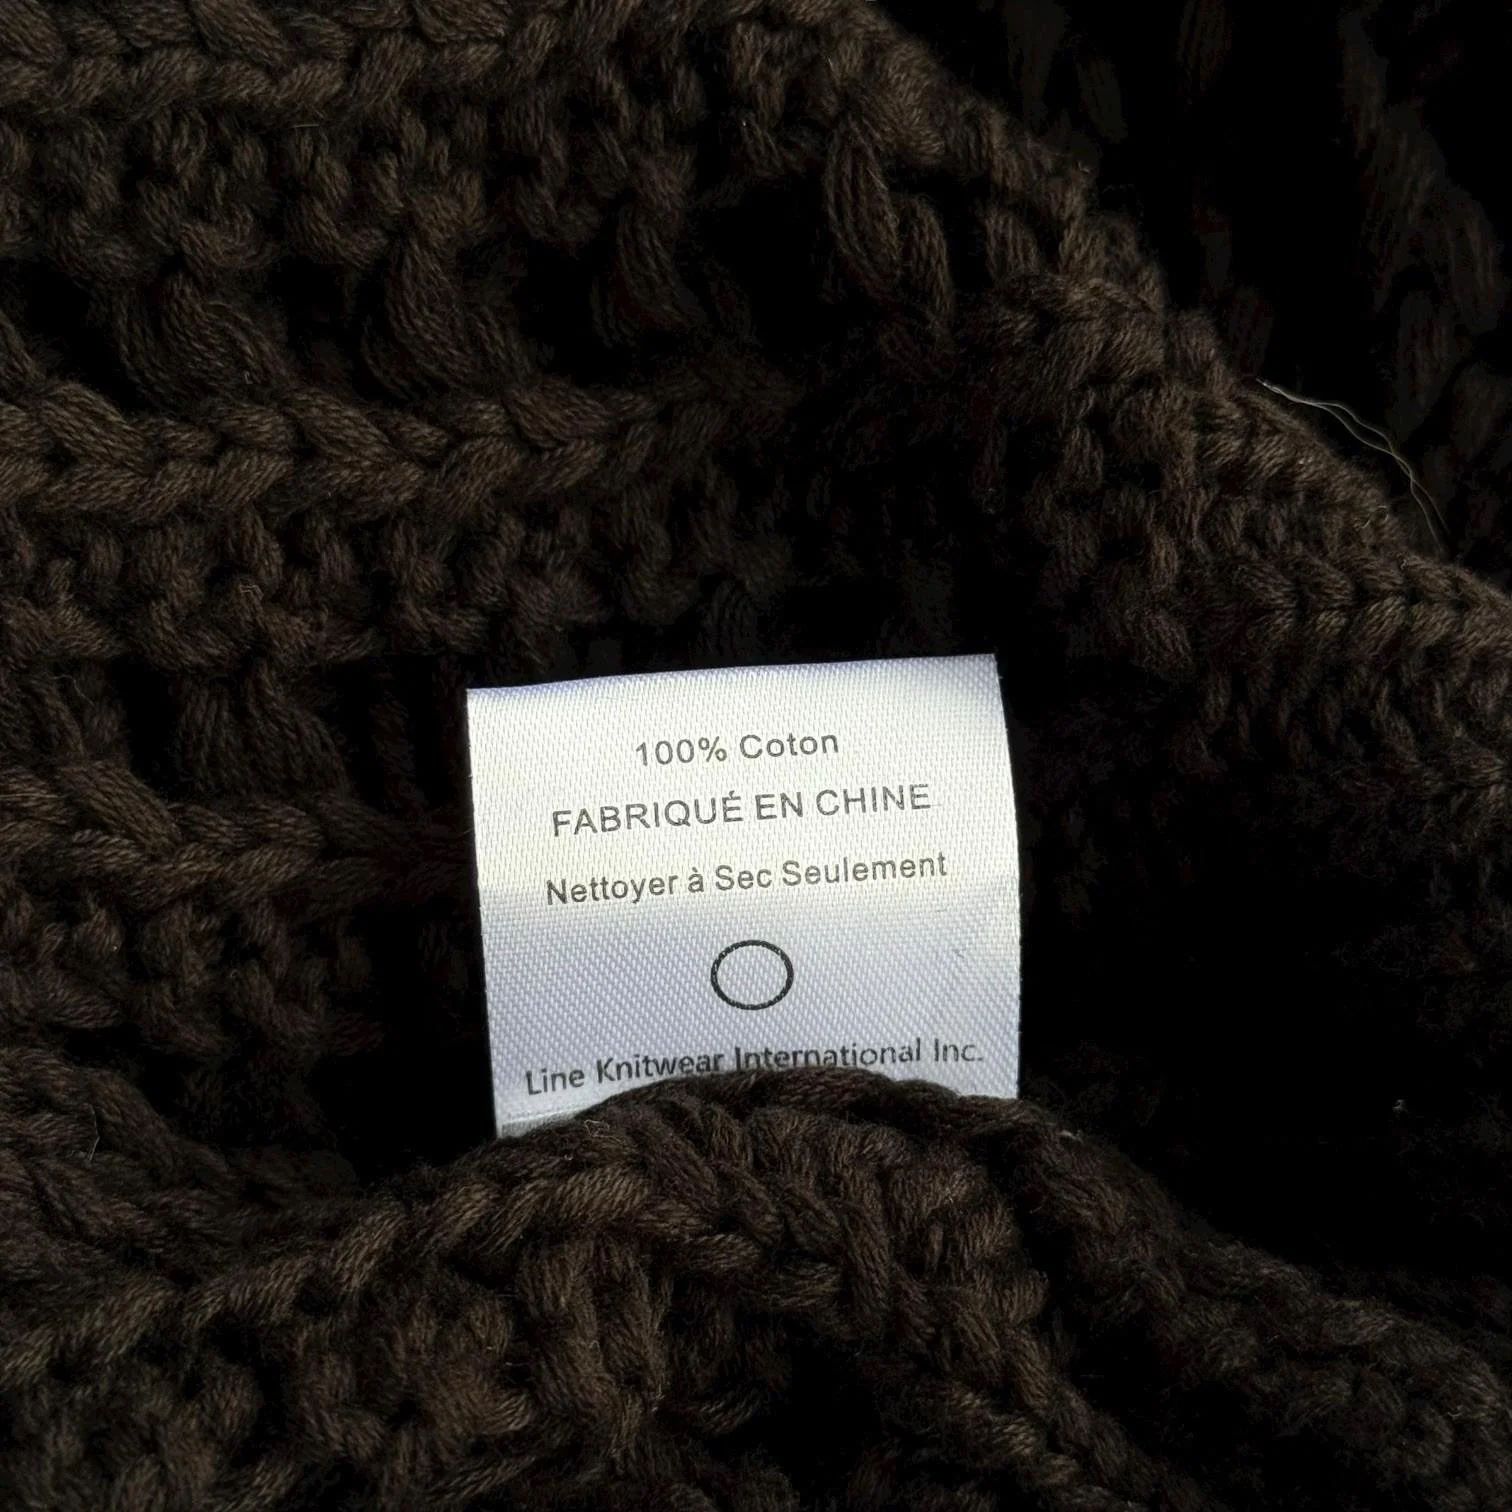 100% Coton
FABRIQUÉ EN CHINE
Nettoyer à Sec Seulement
Line Knitwear International Inc.